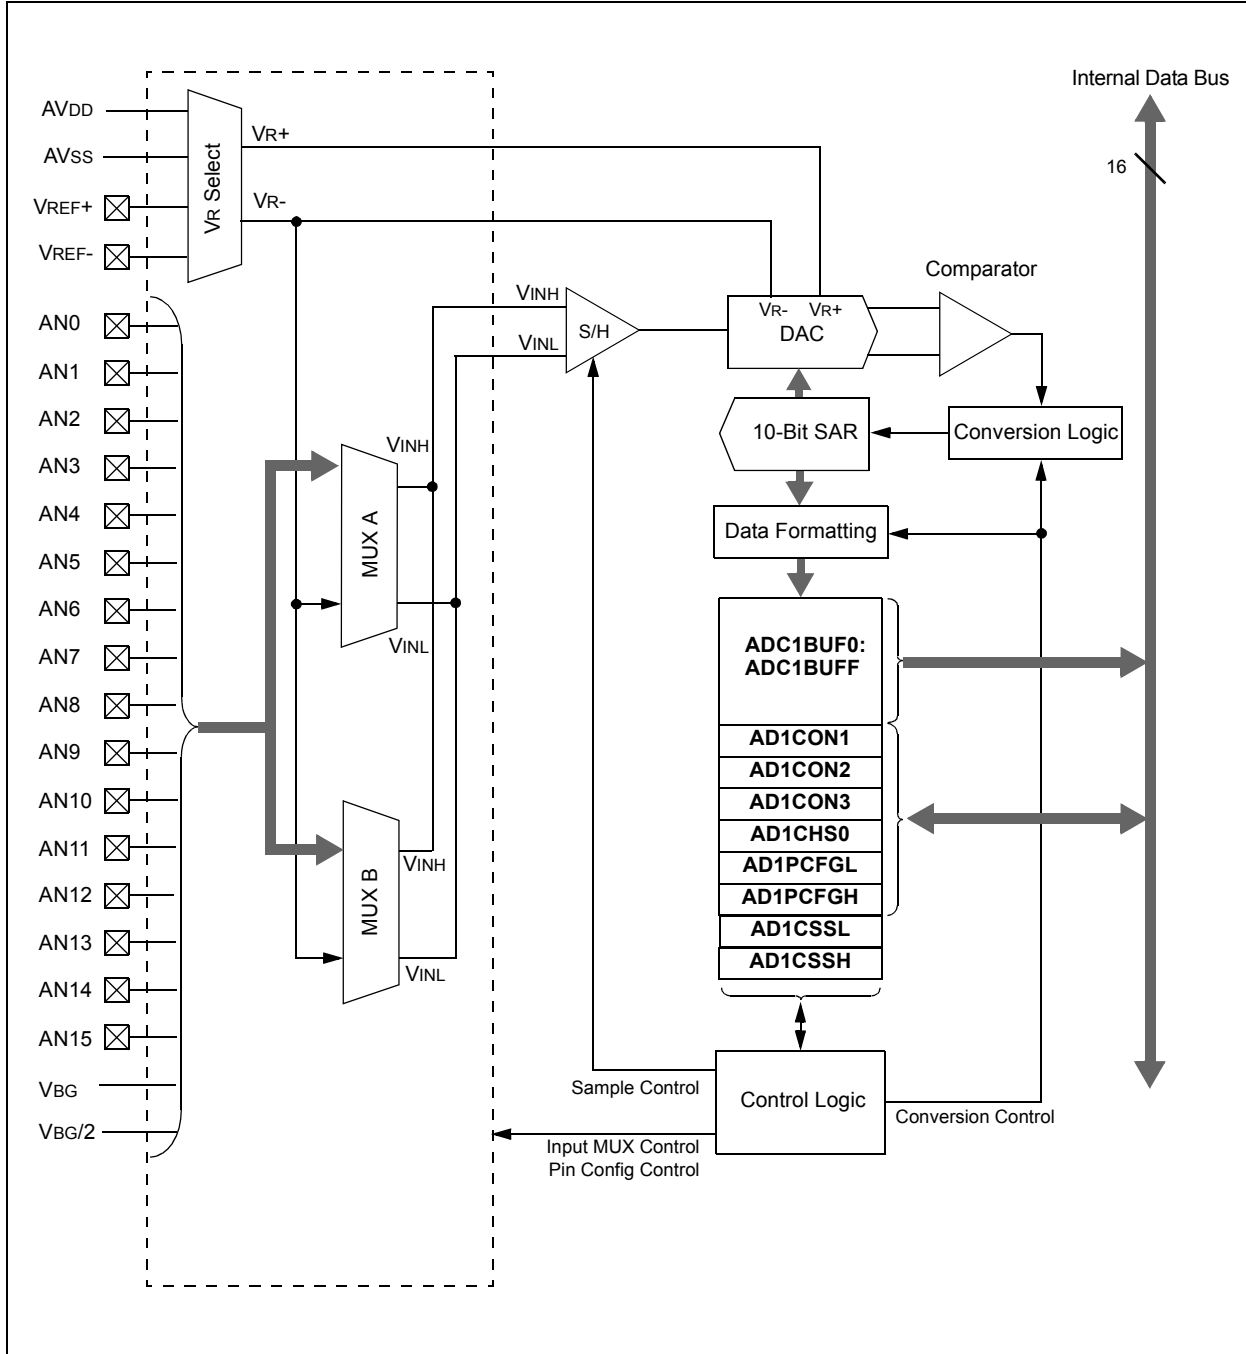 Internal Data Bus
16
AVDD
AVSS
VREF+
VREF-
VR Select
VR+
VR-
AN0
AN1
AN2
AN3
AN4
AN5
AN6
AN7
AN8
AN9
AN10
AN11
AN12
AN13
AN14
AN15
VBG
VBG/2
MUX A
VINH
VINL
MUX B
VINH
VINL
VINH
VINL
S/H
VR- VR+
DAC
Comparator
10-Bit SAR
Conversion Logic
Data Formatting
ADC1BUF0:
ADC1BUFF
AD1CON1
AD1CON2
AD1CON3
AD1CHS0
AD1PCFGL
AD1PCFGH
AD1CSSL
AD1CSSH
Control Logic
Sample Control
Input MUX Control
Pin Config Control
Conversion Control